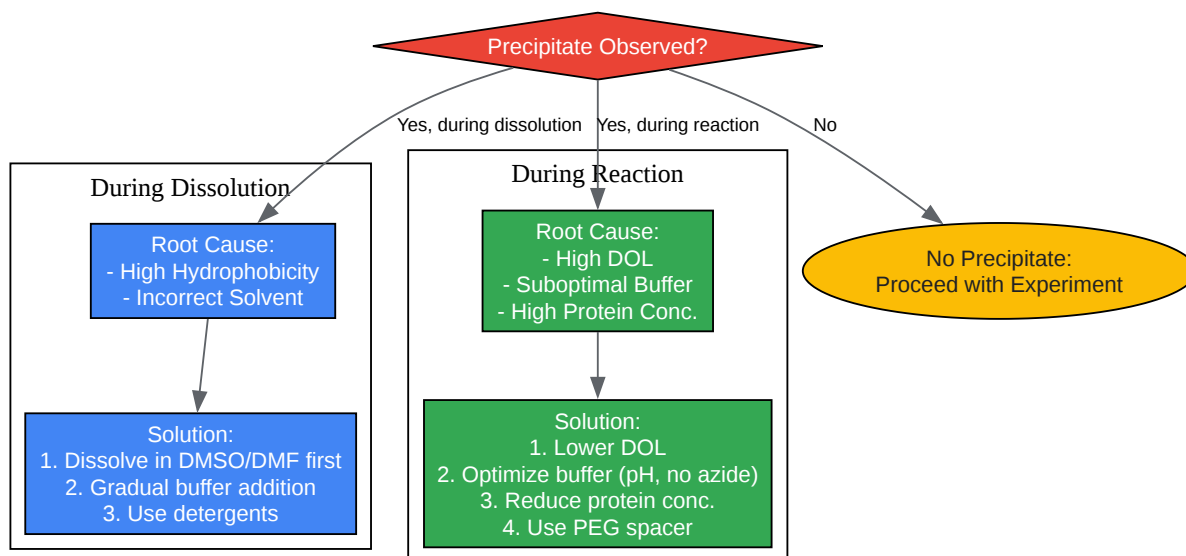 Precipitate Observed?
Yes, during dissolution
Yes, during reaction
No
During Dissolution
Root Cause:
- High Hydrophobicity
- Incorrect Solvent
Solution:
1. Dissolve in DMSO/DMF first
2. Gradual buffer addition
3. Use detergents
During Reaction
Root Cause:
- High DOL
- Suboptimal Buffer
- High Protein Conc.
Solution:
1. Lower DOL
2. Optimize buffer (pH, no azide)
3. Reduce protein conc.
4. Use PEG spacer
No Precipitate:
Proceed with Experiment